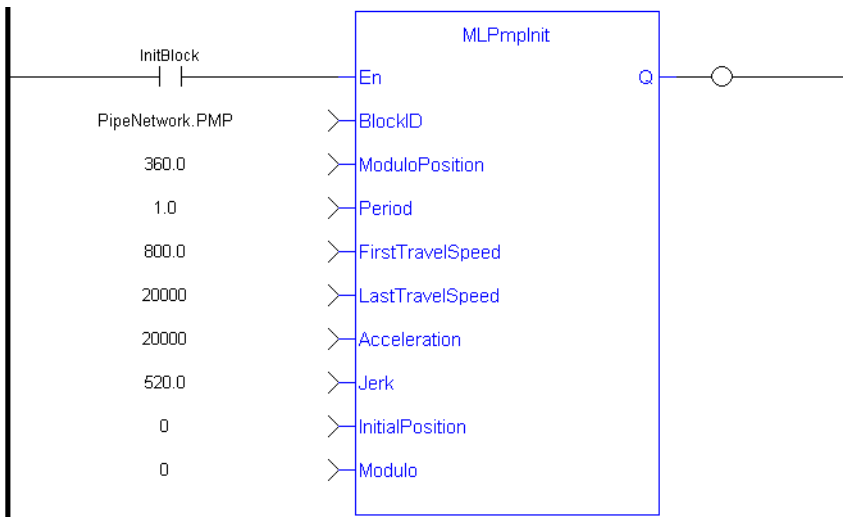 MLPmpInit
InitBlock
En Q
PipeNetwork.PMP BlockID
360.0 ModuloPosition
1.0 Period
800.0 FirstTravelSpeed
20000 LastTravelSpeed
20000 Acceleration
520.0 Jerk
0 InitialPosition
0 Modulo